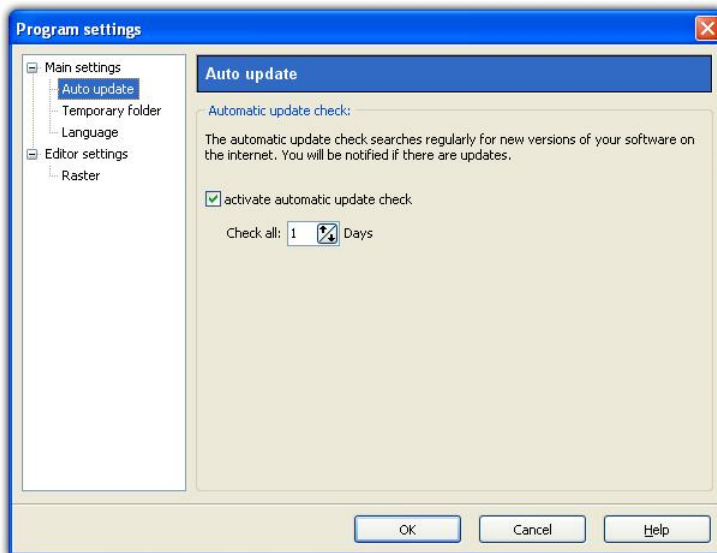 Program settings
Main settings
Auto update
Temporary folder
Language
Editor settings
Raster
Auto update
Automatic update check:
The automatic update check searches regularly for new versions of your software on
the internet. You will be notified if there are updates.
activate automatic update check
Check all: 1 Days
OK Cancel Help